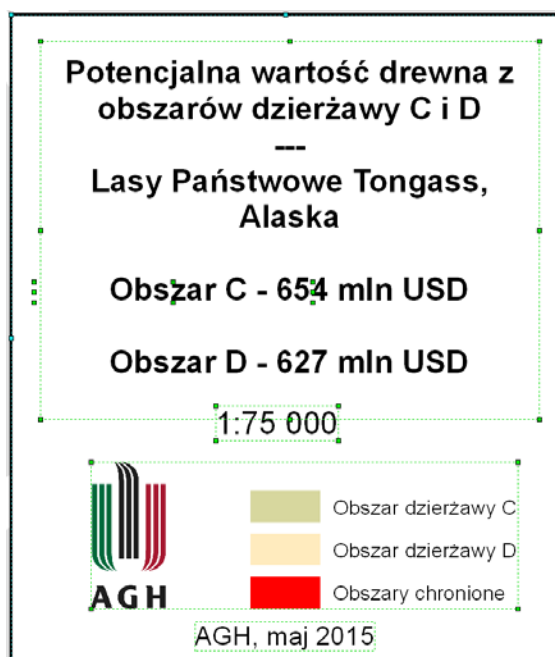 Potencjalna wartość drewna z
obszarów dzierżawy C i D
---
Lasy Państwowe Tongass,
Alaska
Obszar C - 654 mln USD
Obszar D - 627 mln USD
1:75 000
Obszar dzierżawy C
Obszar dzierżawy D
Obszary chronione
AGH
AGH, maj 2015